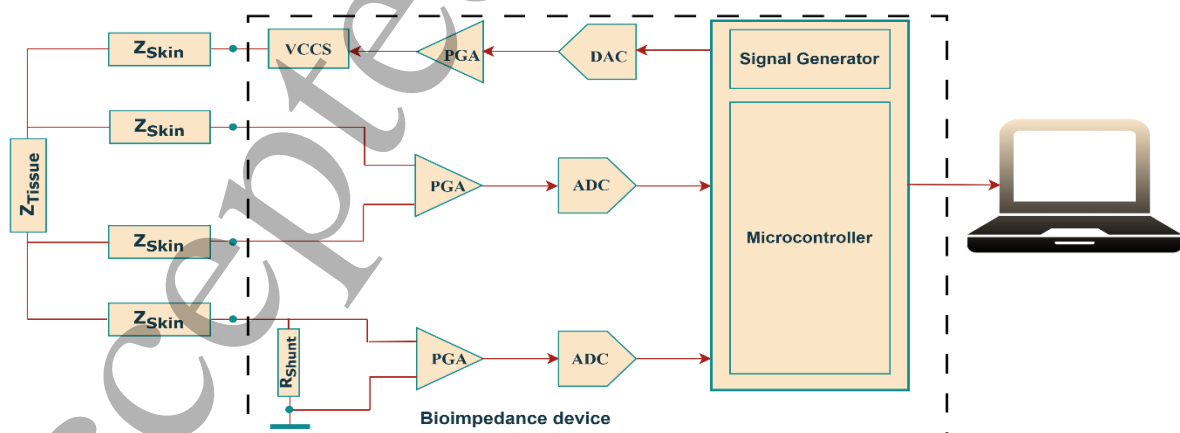 ZSkin
VCCS
PGA
DAC
Signal Generator
ZSkin
ZTissue
PGA
ADC
Microcontroller
ZSkin
ZSkin
RShunt
PGA
ADC
Bioimpedance device